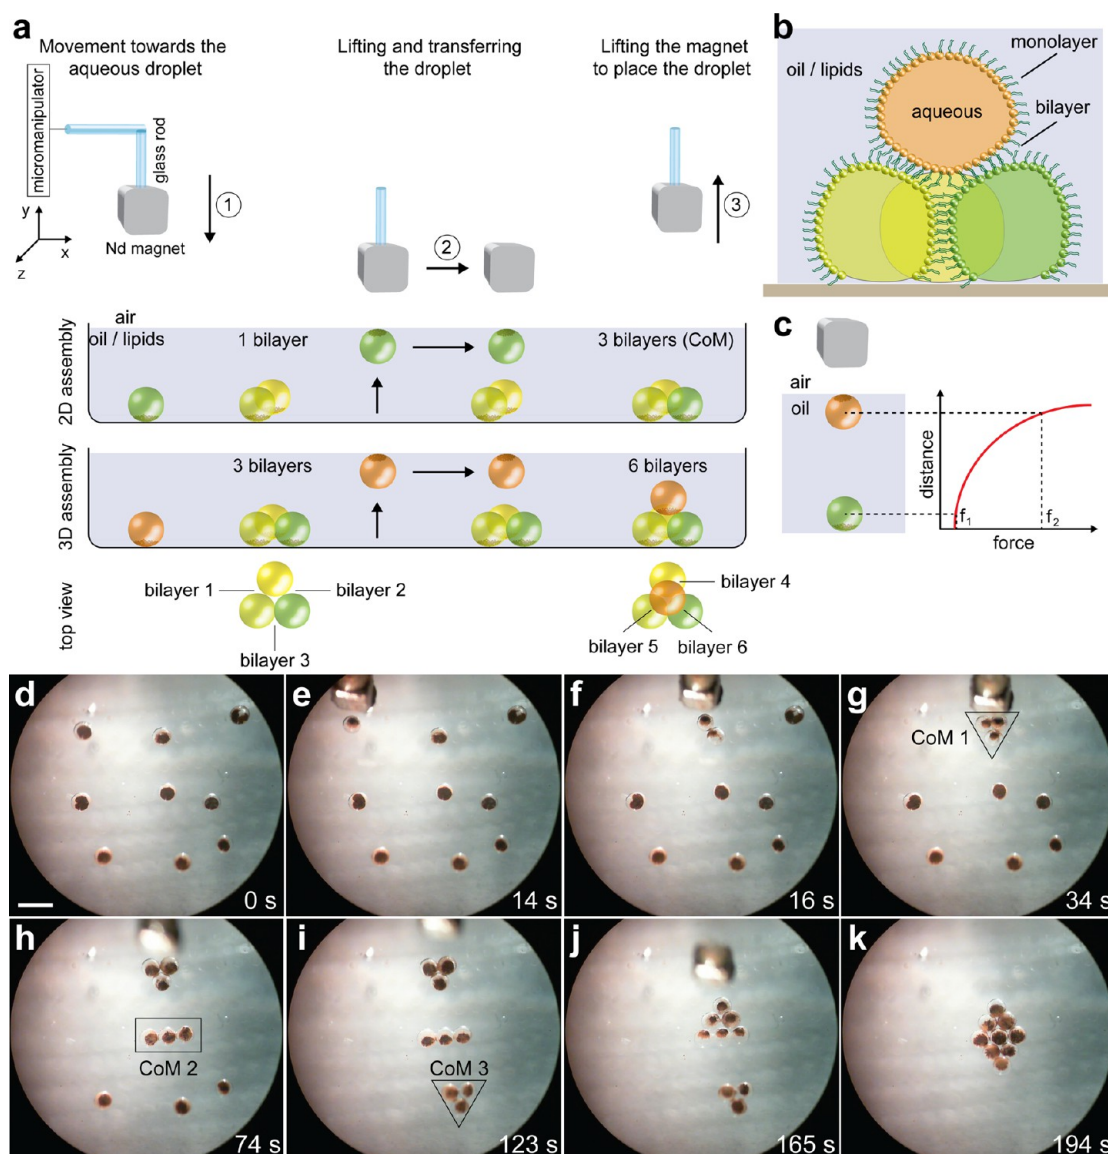 a
Movement towards the
aqueous droplet
Lifting and transferring
the droplet
Lifting the magnet
to place the droplet
micromanipulator
glass rod
1
y
x
z
Nd magnet
2
3
2D assembly
air
oil / lipids
1 bilayer
3 bilayers (CoM)
3D assembly
3 bilayers
6 bilayers
top view
bilayer 1
bilayer 2
bilayer 3
bilayer 4
bilayer 5
bilayer 6
b
oil / lipids
monolayer
aqueous
bilayer
c
air
oil
distance
f1
f2
force
d
0 s
e
14 s
f
16 s
g
CoM 1
34 s
h
CoM 2
74 s
i
CoM 3
123 s
j
165 s
k
194 s